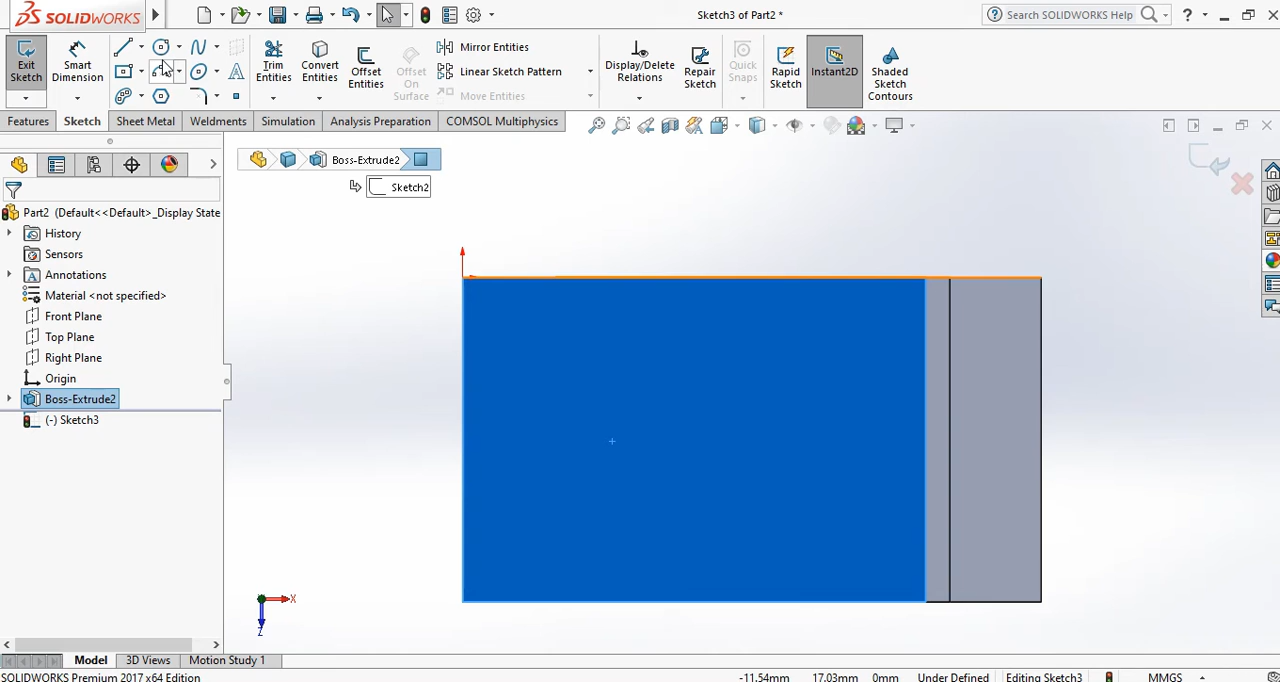 SOLIDWORKS
Sketch3 of Part2 *
Search SOLIDWORKS Help
?
Exit Sketch
Smart Dimension
Trim Entities
Convert Entities
Offset Entities
Offset On Surface
Mirror Entities
Linear Sketch Pattern
Move Entities
Display/Delete Relations
Repair Sketch
Quick Snaps
Rapid Sketch
Instant2D
Shaded Sketch Contours
Features
Sketch
Sheet Metal
Weldments
Simulation
Analysis Preparation
COMSOL Multiphysics
Boss-Extrude2
Sketch2
Part2 (Default<<Default>_Display State
History
Sensors
Annotations
Material <not specified>
Front Plane
Top Plane
Right Plane
Origin
Boss-Extrude2
(-) Sketch3
X
Z
Model
3D Views
Motion Study 1
SOLIDWORKS Premium 2017 x64 Edition
-11.54mm
17.03mm
0mm
Under Defined
Editing Sketch3
MMGS